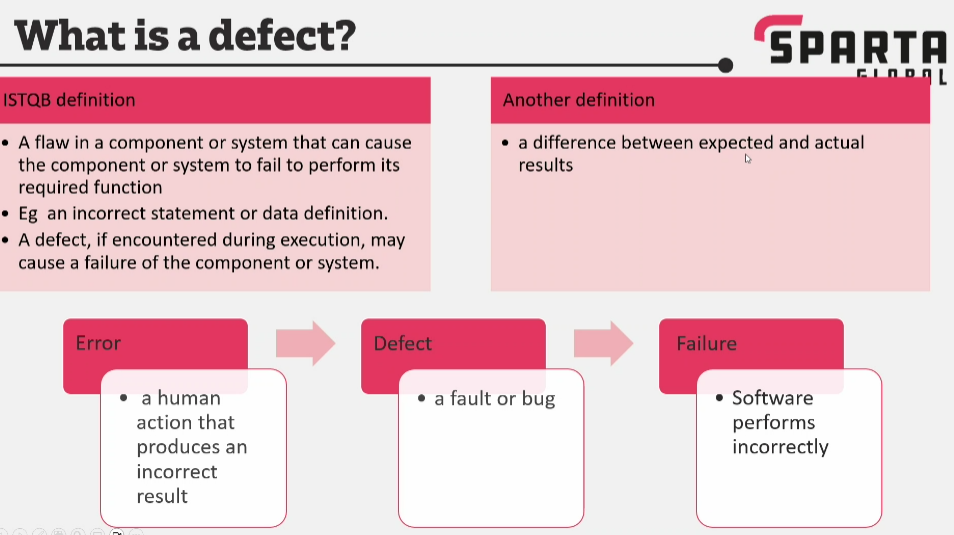 What is a defect?
SPARTA
GLOBAL
ISTQB definition
• A flaw in a component or system that can cause
the component or system to fail to perform its
required function
• Eg an incorrect statement or data definition.
• A defect, if encountered during execution, may
cause a failure of the component or system.
Another definition
• a difference between expected and actual
results
Error
• a human
action that
produces an
incorrect
result
Defect
• a fault or bug
Failure
• Software
performs
incorrectly